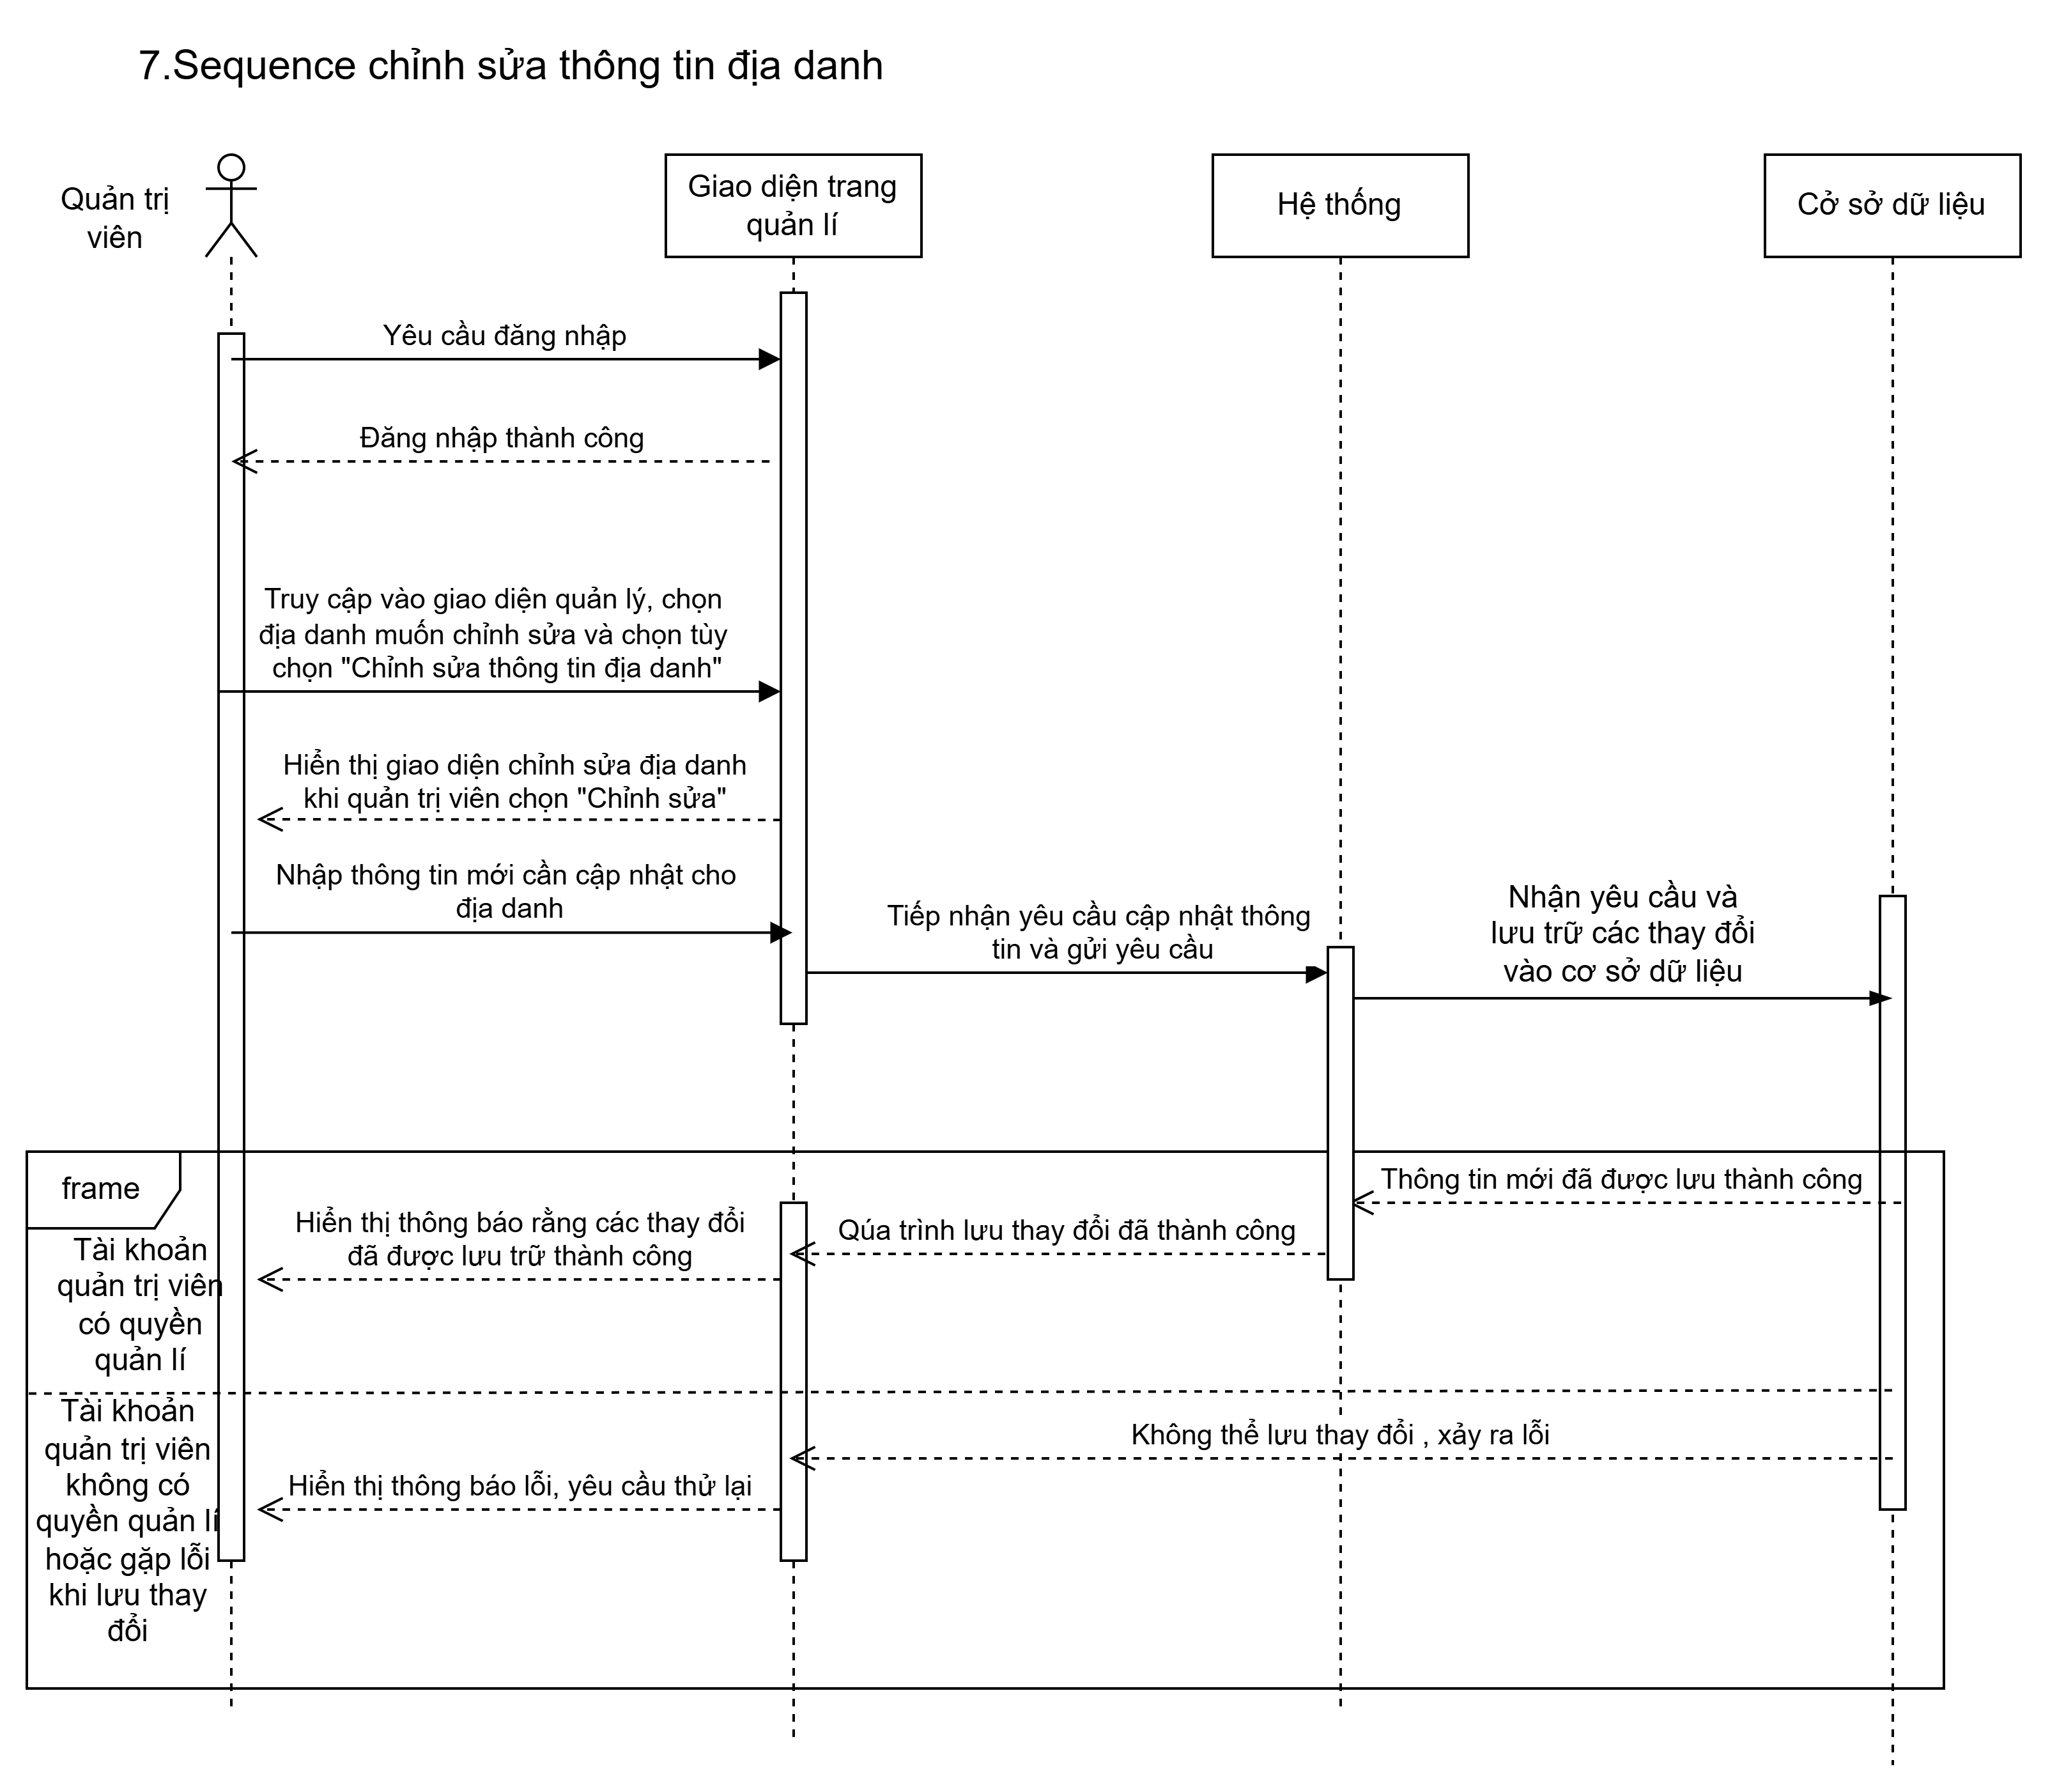 7.Sequence chỉnh sửa thông tin địa danh
Quản trị
viên
Giao diện trang
quản lí
Hệ thống
Cở sở dữ liệu
Yêu cầu đăng nhập
Đăng nhập thành công
Truy cập vào giao diện quản lý, chọn
địa danh muốn chỉnh sửa và chọn tùy
chọn "Chỉnh sửa thông tin địa danh"
Hiển thị giao diện chỉnh sửa địa danh
khi quản trị viên chọn "Chỉnh sửa"
Nhập thông tin mới cần cập nhật cho
địa danh
Tiếp nhận yêu cầu cập nhật thông
tin và gửi yêu cầu
Nhận yêu cầu và
lưu trữ các thay đổi
vào cơ sở dữ liệu
frame
Thông tin mới đã được lưu thành công
Qúa trình lưu thay đổi đã thành công
Hiển thị thông báo rằng các thay đổi
đã được lưu trữ thành công
Tài khoản
quản trị viên
có quyền
quản lí
Tài khoản
quản trị viên
không có
quyền quản lí
hoặc gặp lỗi
khi lưu thay
đổi
Không thể lưu thay đổi , xảy ra lỗi
Hiển thị thông báo lỗi, yêu cầu thử lại